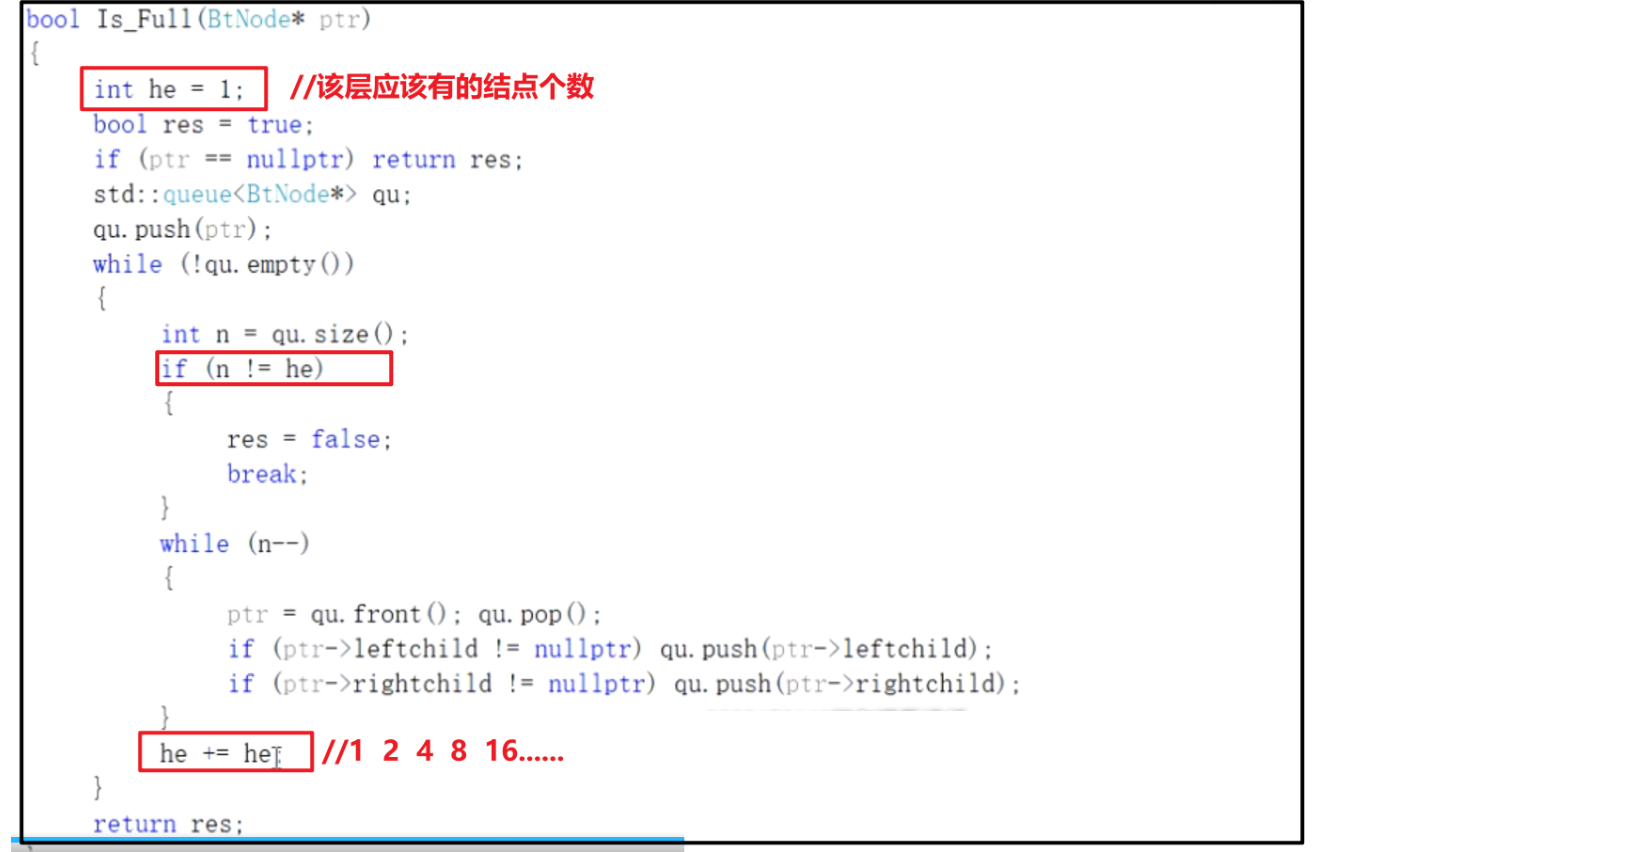 bool Is_Full(BtNode* ptr)
{
int he = 1; //该层应该有的结点个数
bool res = true;
if (ptr == nullptr) return res;
std::queue<BtNode*> qu;
qu.push(ptr);
while (!qu.empty())
{
int n = qu.size();
if (n != he)
{
res = false;
break;
}
while (n--)
{
ptr = qu.front(); qu.pop();
if (ptr->leftchild != nullptr) qu.push(ptr->leftchild);
if (ptr->rightchild != nullptr) qu.push(ptr->rightchild);
}
he += he; //1 2 4 8 16......
}
return res;